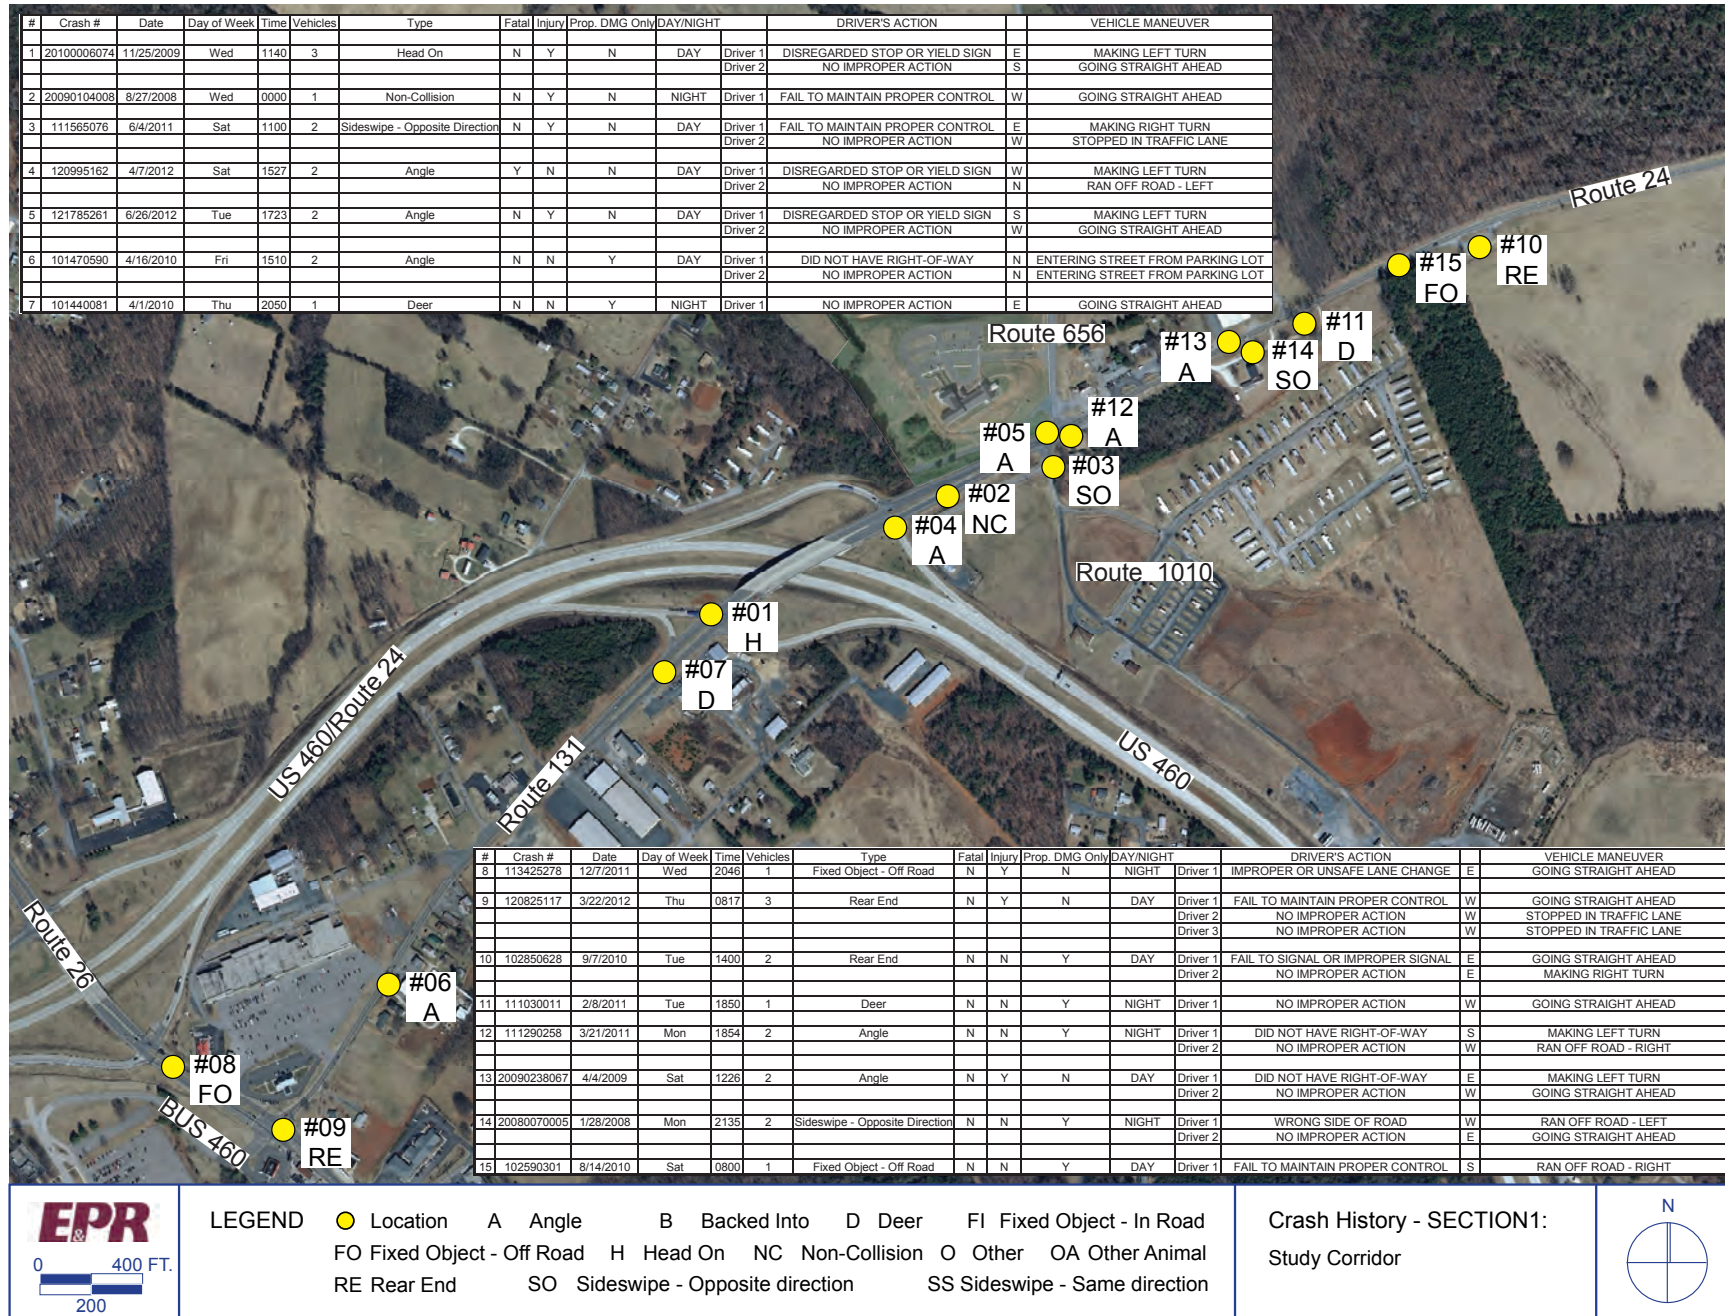 # Crash # Date Day of Week Time Vehicles Type Fatal Injury Prop. DMG Only DAY/NIGHT DRIVER'S ACTION VEHICLE MANEUVER
1 20100006074 11/25/2009 Wed 1140 3 Head On N Y N DAY Driver 1 DISREGARDED STOP OR YIELD SIGN E MAKING LEFT TURN
Driver 2 NO IMPROPER ACTION S GOING STRAIGHT AHEAD
2 20090104008 8/27/2008 Wed 0000 1 Non-Collision N Y N NIGHT Driver 1 FAIL TO MAINTAIN PROPER CONTROL W GOING STRAIGHT AHEAD
3 111565076 6/4/2011 Sat 1100 2 Sideswipe - Opposite Direction N Y N DAY Driver 1 FAIL TO MAINTAIN PROPER CONTROL E MAKING RIGHT TURN
Driver 2 NO IMPROPER ACTION W STOPPED IN TRAFFIC LANE
4 120995162 4/7/2012 Sat 1527 2 Angle Y N N DAY Driver 1 DISREGARDED STOP OR YIELD SIGN W MAKING LEFT TURN
Driver 2 NO IMPROPER ACTION N RAN OFF ROAD - LEFT
5 121785261 6/26/2012 Tue 1723 2 Angle N Y N DAY Driver 1 DISREGARDED STOP OR YIELD SIGN S MAKING LEFT TURN
Driver 2 NO IMPROPER ACTION W GOING STRAIGHT AHEAD
6 101470590 4/16/2010 Fri 1510 2 Angle N N Y DAY Driver 1 DID NOT HAVE RIGHT-OF-WAY N ENTERING STREET FROM PARKING LOT
Driver 2 NO IMPROPER ACTION N ENTERING STREET FROM PARKING LOT
7 101440081 4/1/2010 Thu 2050 1 Deer N N Y NIGHT Driver 1 NO IMPROPER ACTION E GOING STRAIGHT AHEAD
Route 24
#10
RE
#15
FO
#11
D
Route 656
#13
A
#14
SO
#12
A
#05
A
#03
SO
#02
NC
#04
A
Route 1010
#01
H
#07
D
US 460/Route 24
Route 131
US 460
# Crash # Date Day of Week Time Vehicles Type Fatal Injury Prop. DMG Only DAY/NIGHT DRIVER'S ACTION VEHICLE MANEUVER
8 113425278 12/7/2011 Wed 2046 1 Fixed Object - Off Road N Y N NIGHT Driver 1 IMPROPER OR UNSAFE LANE CHANGE E GOING STRAIGHT AHEAD
9 120825117 3/22/2012 Thu 0817 3 Rear End N Y N DAY Driver 1 FAIL TO MAINTAIN PROPER CONTROL W GOING STRAIGHT AHEAD
Driver 2 NO IMPROPER ACTION W STOPPED IN TRAFFIC LANE
Driver 3 NO IMPROPER ACTION W STOPPED IN TRAFFIC LANE
10 102850628 9/7/2010 Tue 1400 2 Rear End N N Y DAY Driver 1 FAIL TO SIGNAL OR IMPROPER SIGNAL E GOING STRAIGHT AHEAD
Driver 2 NO IMPROPER ACTION E MAKING RIGHT TURN
11 111030011 2/8/2011 Tue 1850 1 Deer N N Y NIGHT Driver 1 NO IMPROPER ACTION W GOING STRAIGHT AHEAD
12 111290258 3/21/2011 Mon 1854 2 Angle N N Y NIGHT Driver 1 DID NOT HAVE RIGHT-OF-WAY S MAKING LEFT TURN
Driver 2 NO IMPROPER ACTION W RAN OFF ROAD - RIGHT
13 20090238067 4/4/2009 Sat 1226 2 Angle N Y N DAY Driver 1 DID NOT HAVE RIGHT-OF-WAY E MAKING LEFT TURN
Driver 2 NO IMPROPER ACTION W GOING STRAIGHT AHEAD
14 20080070005 1/28/2008 Mon 2135 2 Sideswipe - Opposite Direction N N Y NIGHT Driver 1 WRONG SIDE OF ROAD W RAN OFF ROAD - LEFT
Driver 2 NO IMPROPER ACTION E GOING STRAIGHT AHEAD
15 102590301 8/14/2010 Sat 0800 1 Fixed Object - Off Road N N Y DAY Driver 1 FAIL TO MAINTAIN PROPER CONTROL S RAN OFF ROAD - RIGHT
Route 26
#06
A
#08
FO
BUS 460
#09
RE
EPR
&
0 400 FT.
200
LEGEND Location A Angle B Backed Into D Deer FI Fixed Object - In Road
FO Fixed Object - Off Road H Head On NC Non-Collision O Other OA Other Animal
RE Rear End SO Sideswipe - Opposite direction SS Sideswipe - Same direction
Crash History - SECTION1:
Study Corridor
N